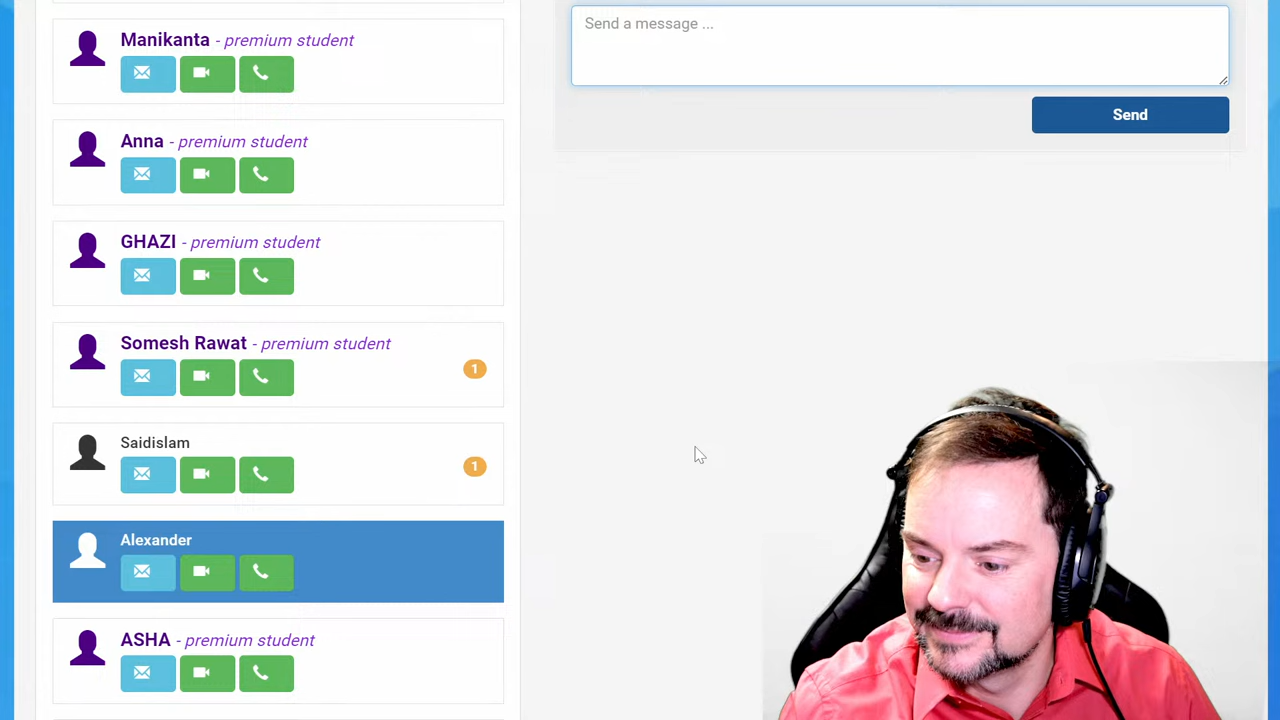 Manikanta - premium student
Anna - premium student
GHAZI - premium student
Somesh Rawat - premium student
1
Saidislam
1
Alexander
ASHA - premium student
Send a message ...
Send